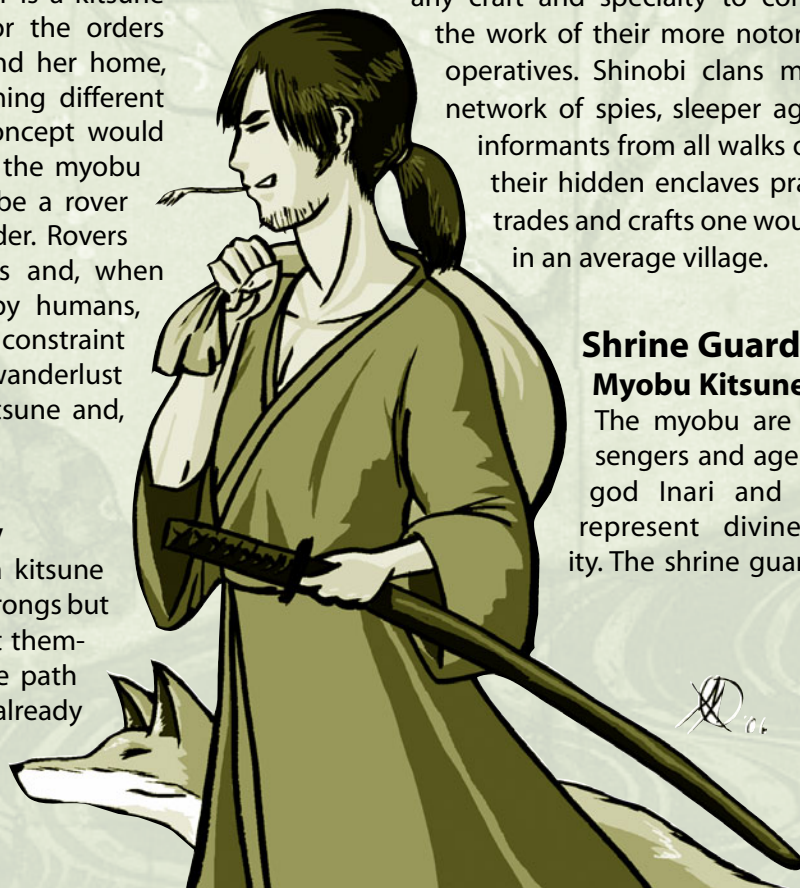 is a kitsune
or the orders
nd her home,
ning different
oncept would
the myobu
be a rover
der. Rovers
s and, when
by humans,
constraint
vanderlust
tsune and,
y
kitsune
rongs but
t them-
e path
already
any craft and specialty to con
the work of their more notor
operatives. Shinobi clans m
network of spies, sleeper ag
informants from all walks o
their hidden enclaves pra
trades and crafts one wou
in an average village.
Shrine Guard
Myobu Kitsune
The myobu are
sengers and age
god Inari and
represent divine
ity. The shrine guar
'06